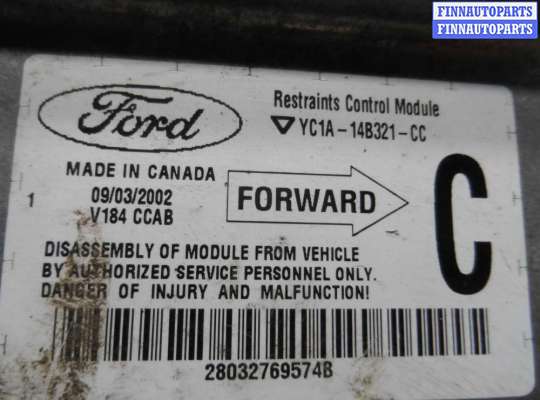 FINNAUTOPARTS
FINNAUTOPARTS
Ford
Restraints Control Module
YC1A-14B321-CC
MADE IN CANADA
09/03/2002
V184 CCAB
1
FORWARD
C
DISASSEMBLY OF MODULE FROM VEHICLE
BY AUTHORIZED SERVICE PERSONNEL ONLY.
DANGER OF INJURY AND MALFUNCTION!
28032769574B